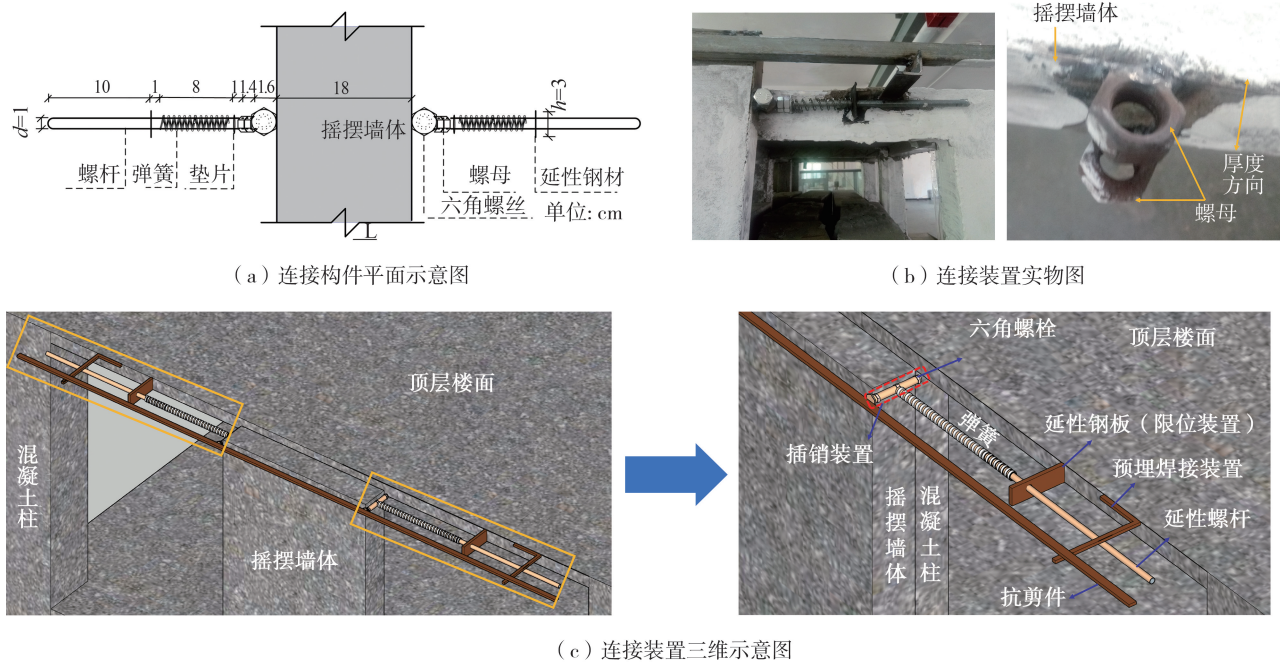 10
1
8
1
1.4
1.6
18
d=1
h=3
摇摆墙体
螺杆
弹簧
垫片
螺母
延性钢材
六角螺丝
单位: cm
L
(a)连接构件平面示意图
摇摆墙体
厚度
方向
螺母
(b)连接装置实物图
混凝土柱
顶层楼面
摇摆墙体
六角螺栓
顶层楼面
弹簧
延性钢板(限位装置)
插销装置
预埋焊接装置
摇摆墙体
混凝土柱
延性螺杆
抗剪件
(c)连接装置三维示意图